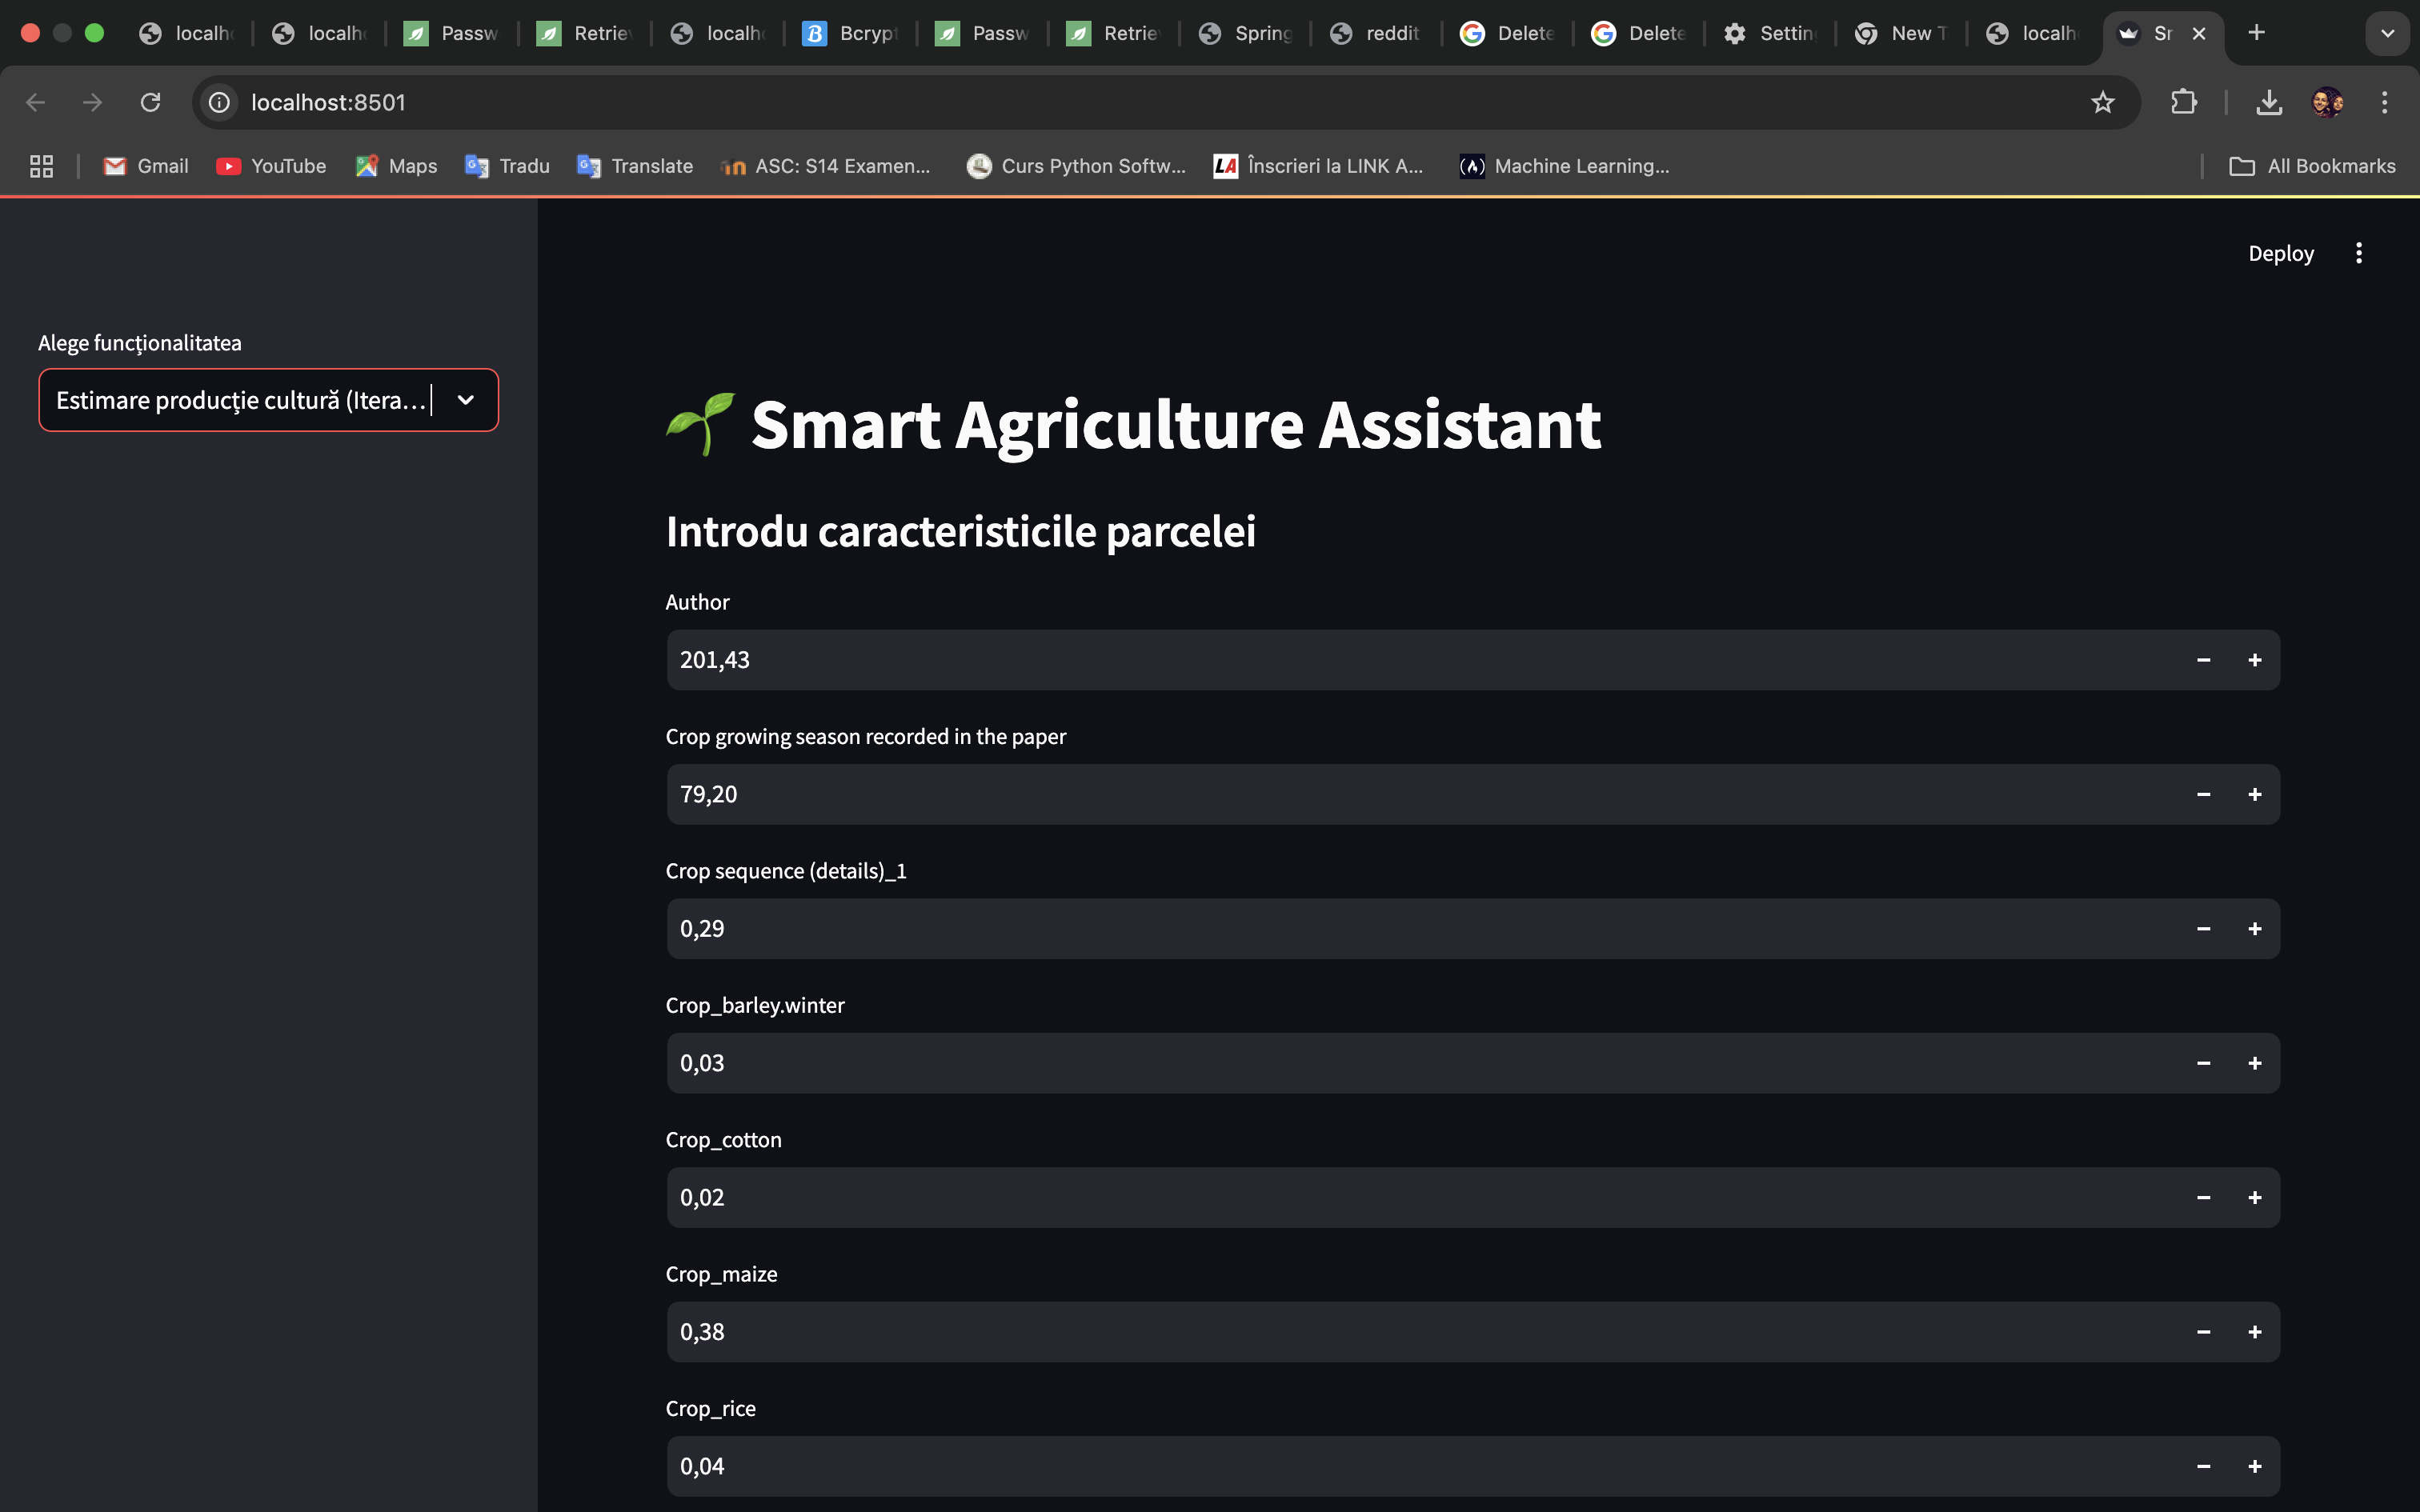 localh Passw Retrie localh Bcryp Passw Retrie Spring reddit Delete Delete Settin New T localh Sr
localhost:8501
Gmail YouTube Maps Tradu Translate ASC: S14 Examen... Curs Python Softw... Înscrieri la LINK A... Machine Learning... All Bookmarks
Deploy
Alege funcționalitatea
Estimare producție cultură (Itera...
Smart Agriculture Assistant
Introdu caracteristicile parcelei
Author
201,43
Crop growing season recorded in the paper
79,20
Crop sequence (details)_1
0,29
Crop_barley.winter
0,03
Crop_cotton
0,02
Crop_maize
0,38
Crop_rice
0,04